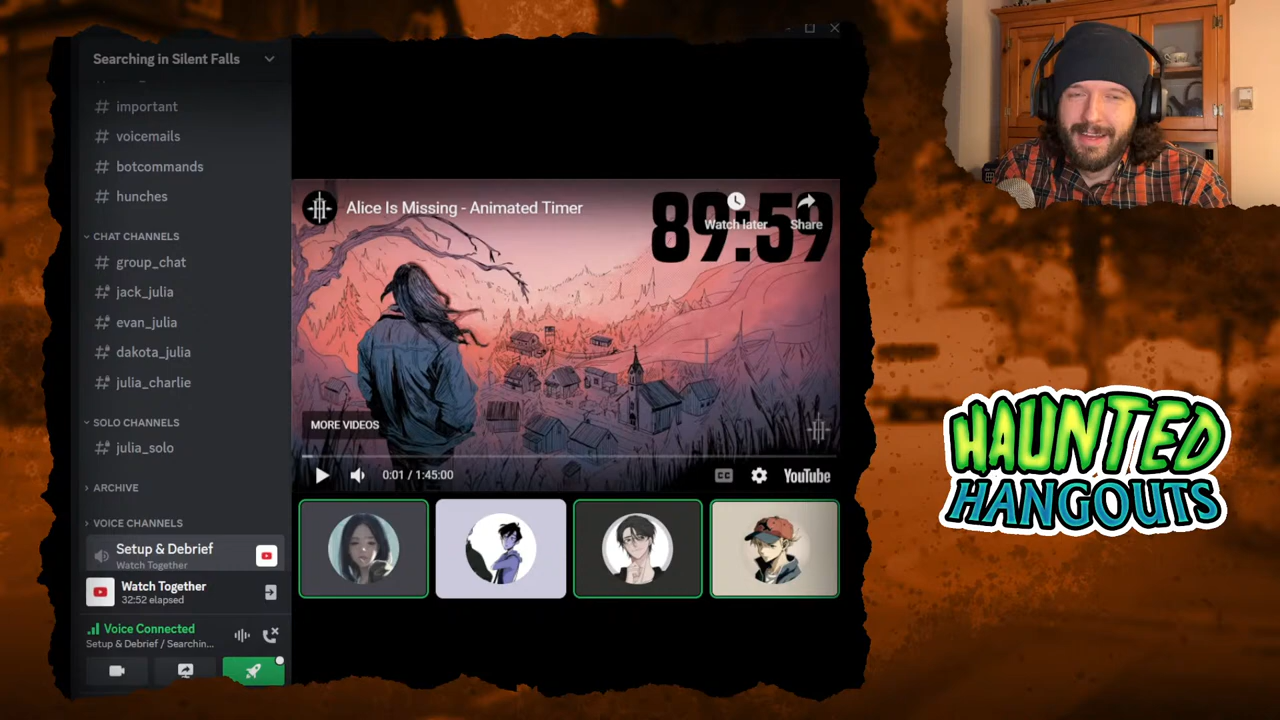 Searching in Silent Falls
important
voicemails
botcommands
hunches
CHAT CHANNELS
group_chat
jack_julia
evan_julia
dakota_julia
julia_charlie
SOLO CHANNELS
julia_solo
ARCHIVE
VOICE CHANNELS
Setup & Debrief
Watch Together
Watch Together
32:52 elapsed
Voice Connected
Setup & Debrief / Searchin...
Alice Is Missing - Animated Timer
89:59
Watch later
Share
MORE VIDEOS
0:01 / 1:45:00
CC
YouTube
HAUNTED
HANGOUTS